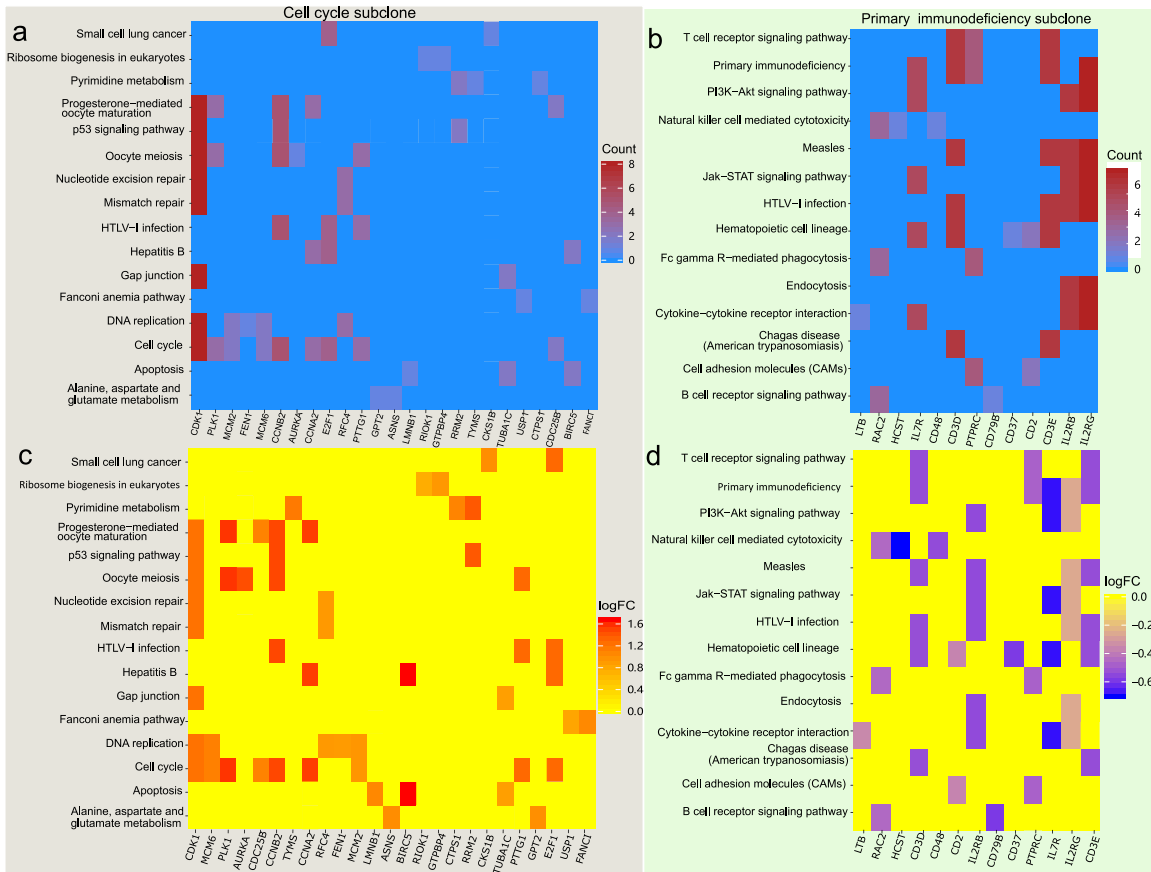 Cell cycle subclone
a
Small cell lung cancer
Ribosome biogenesis in eukaryotes
Pyrimidine metabolism
Progesterone−mediated
oocyte maturation
p53 signaling pathway
Oocyte meiosis
Nucleotide excision repair
Mismatch repair
HTLV−I infection
Hepatitis B
Gap junction
Fanconi anemia pathway
DNA replication
Cell cycle
Apoptosis
Alanine, aspartate and
glutamate metabolism
CDK1
PLK1
MCM2
FEN1
MCM6
CCNB2
AURKA
CCNA2
E2F1
RFC4
PTTG1
GPT2
ASNS
LMNB1
RIOK1
GTPBP4
RRM2
TYMS
CKS1B
TUBA1C
USP1
CTPS1
CDC25B
BIRC5
FANCI
Count
8
6
4
2
0
Primary immunodeficiency subclone
b
T cell receptor signaling pathway
Primary immunodeficiency
PI3K−Akt signaling pathway
Natural killer cell mediated cytotoxicity
Measles
Jak−STAT signaling pathway
HTLV−I infection
Hematopoietic cell lineage
Fc gamma R−mediated phagocytosis
Endocytosis
Cytokine−cytokine receptor interaction
Chagas disease
(American trypanosomiasis)
Cell adhesion molecules (CAMs)
B cell receptor signaling pathway
LTB
RAC2
HCST
IL7R
CD48
CD3D
PTPRC
CD79B
CD37
CD2
CD3E
IL2RB
IL2RG
Count
6
4
2
0
c
Small cell lung cancer
Ribosome biogenesis in eukaryotes
Pyrimidine metabolism
Progesterone−mediated
oocyte maturation
p53 signaling pathway
Oocyte meiosis
Nucleotide excision repair
Mismatch repair
HTLV−I infection
Hepatitis B
Gap junction
Fanconi anemia pathway
DNA replication
Cell cycle
Apoptosis
Alanine, aspartate and
glutamate metabolism
CDK1
MCM6
PLK1
AURKA
CDC25B
CCNB2
TYMS
CCNA2
RFC4
FEN1
MCM2
LMNB1
ASNS
BIRC5
RIOK1
GTPBP4
CTPS1
RRM2
CKS1B
TUBA1C
PTTG1
GPT2
E2F1
USP1
FANCI
logFC
1.6
1.2
0.8
0.4
0.0
d
T cell receptor signaling pathway
Primary immunodeficiency
PI3K−Akt signaling pathway
Natural killer cell mediated cytotoxicity
Measles
Jak−STAT signaling pathway
HTLV−I infection
Hematopoietic cell lineage
Fc gamma R−mediated phagocytosis
Endocytosis
Cytokine−cytokine receptor interaction
Chagas disease
(American trypanosomiasis)
Cell adhesion molecules (CAMs)
B cell receptor signaling pathway
LTB
RAC2
HCST
CD3D
CD48
CD2
IL2RB
CD79B
CD37
PTPRC
IL7R
IL2RG
CD3E
logFC
0.0
−0.2
−0.4
−0.6